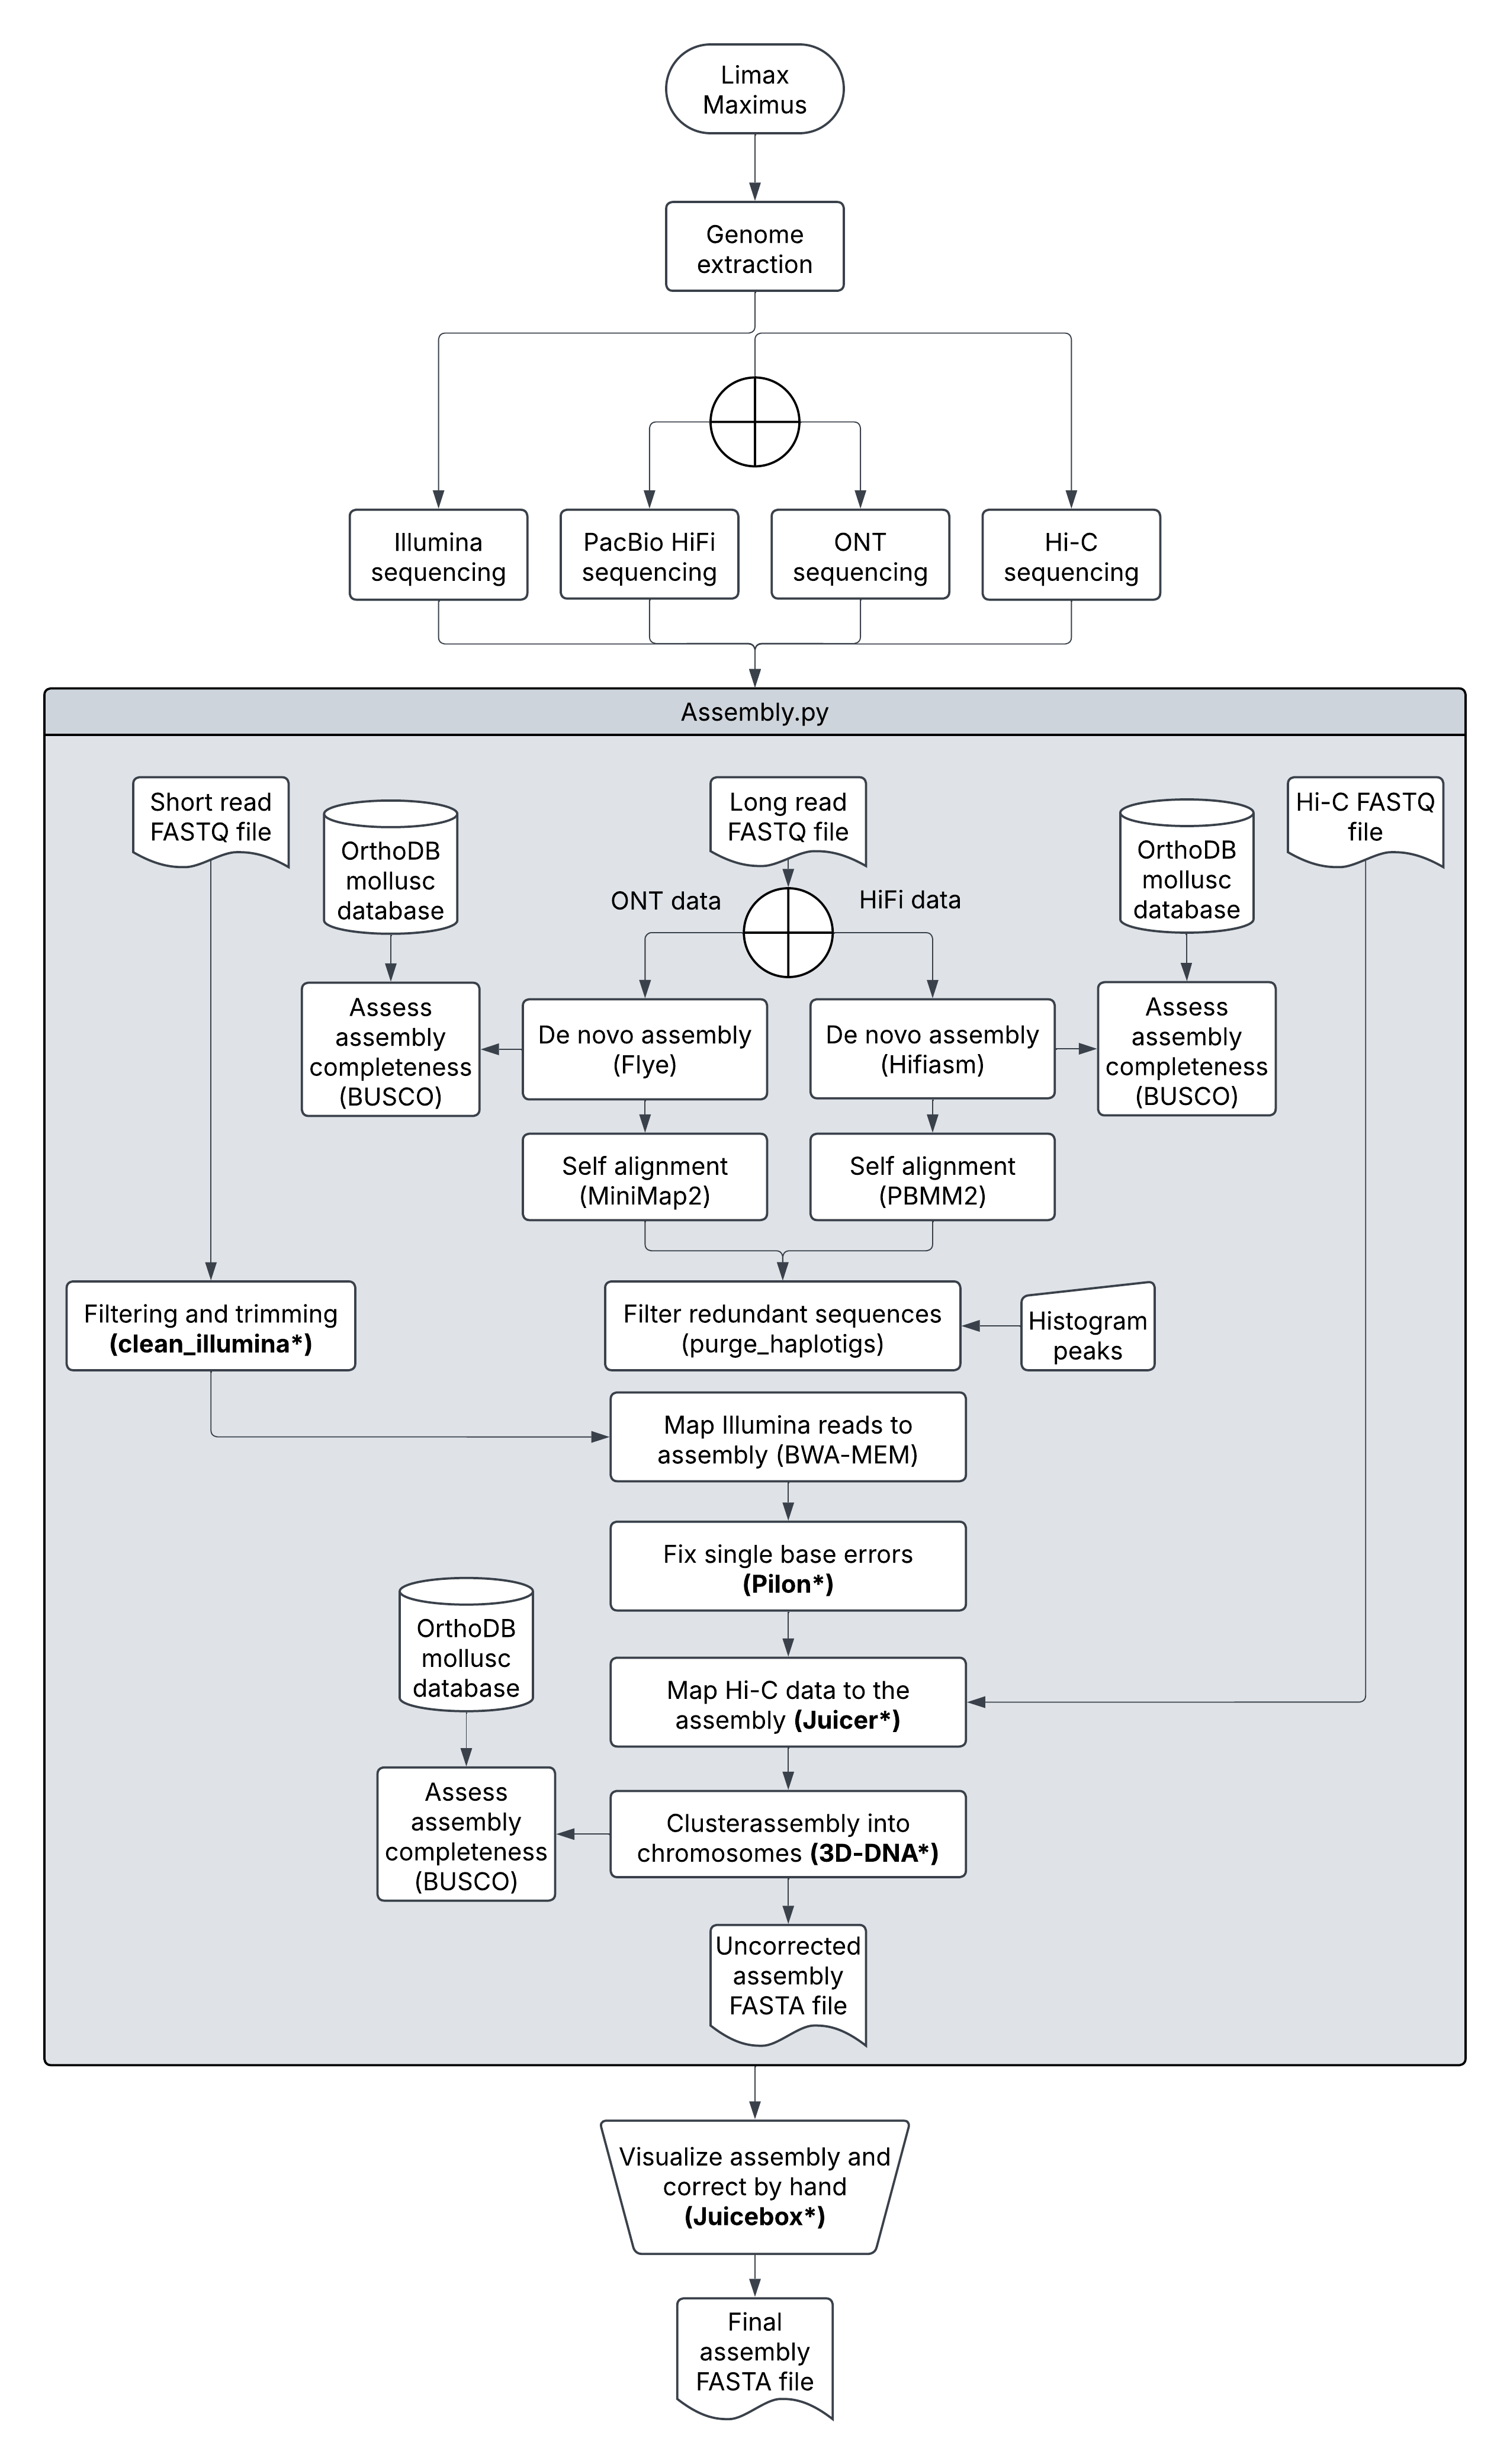 Limax
Maximus
Genome
extraction
Illumina
sequencing
PacBio HiFi
sequencing
ONT
sequencing
Hi-C
sequencing
Assembly.py
Short read
FASTQ file
OrthoDB
mollusc
database
Long read
FASTQ file
OrthoDB
mollusc
database
Hi-C FASTQ
file
ONT data
HiFi data
Assess
assembly
completeness
(BUSCO)
De novo assembly
(Flye)
De novo assembly
(Hifiasm)
Assess
assembly
completeness
(BUSCO)
Self alignment
(MiniMap2)
Self alignment
(PBMM2)
Filtering and trimming
(clean_illumina*)
Filter redundant sequences
(purge_haplotigs)
Histogram
peaks
Map Illumina reads to
assembly (BWA-MEM)
Fix single base errors
(Pilon*)
OrthoDB
mollusc
database
Map Hi-C data to the
assembly (Juicer*)
Assess
assembly
completeness
(BUSCO)
Clusterassembly into
chromosomes (3D-DNA*)
Uncorrected
assembly
FASTA file
Visualize assembly and
correct by hand
(Juicebox*)
Final
assembly
FASTA file